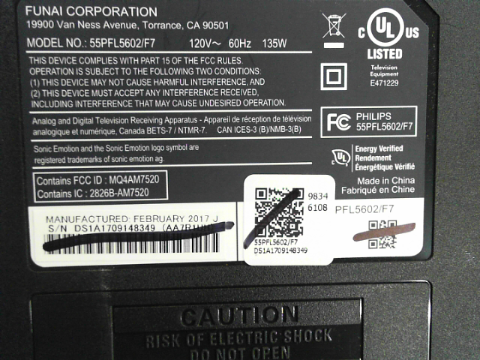 FUNAI CORPORATION
19900 Van Ness Avenue, Torrance, CA 90501
MODEL NO.: 55PFL5602/F7 120V~ 60Hz 135W
THIS DEVICE COMPLIES WITH PART 15 OF THE FCC RULES.
OPERATION IS SUBJECT TO THE FOLLOWING TWO CONDITIONS:
(1) THIS DEVICE MAY NOT CAUSE HARMFUL INTERFERENCE, AND
(2) THIS DEVICE MUST ACCEPT ANY INTERFERENCE RECEIVED,
INCLUDING INTERFERENCE THAT MAY CAUSE UNDESIRED OPERATION.
Analog and Digital Television Receiving Apparatus - Appareil de réception de télévision
analogique et numérique, Canada BETS-7 / NTMR-7. CAN ICES-3 (B)/NMB-3(B)
Sonic Emotion and the Sonic Emotion logo symbol are
registered trademarks of sonic emotion ag.
Contains FCC ID : MQ4AM7520
Contains IC : 2826B-AM7520
C UL US
LISTED
Television
Equipment
E471229
FC PHILIPS
55PFL5602/F7
UL Energy Verified
Rendement
Énergétique Vérifié
Made in China
Fabriqué en China
MANUFACTURED: FEBRUARY 2017 J
S/N DS1A1709148349
9834
6108
55PFL5602/F7
DS1A1709148349
PFL5602/F7
CAUTION
RISK OF ELECTRIC SHOCK
DO NOT OPEN